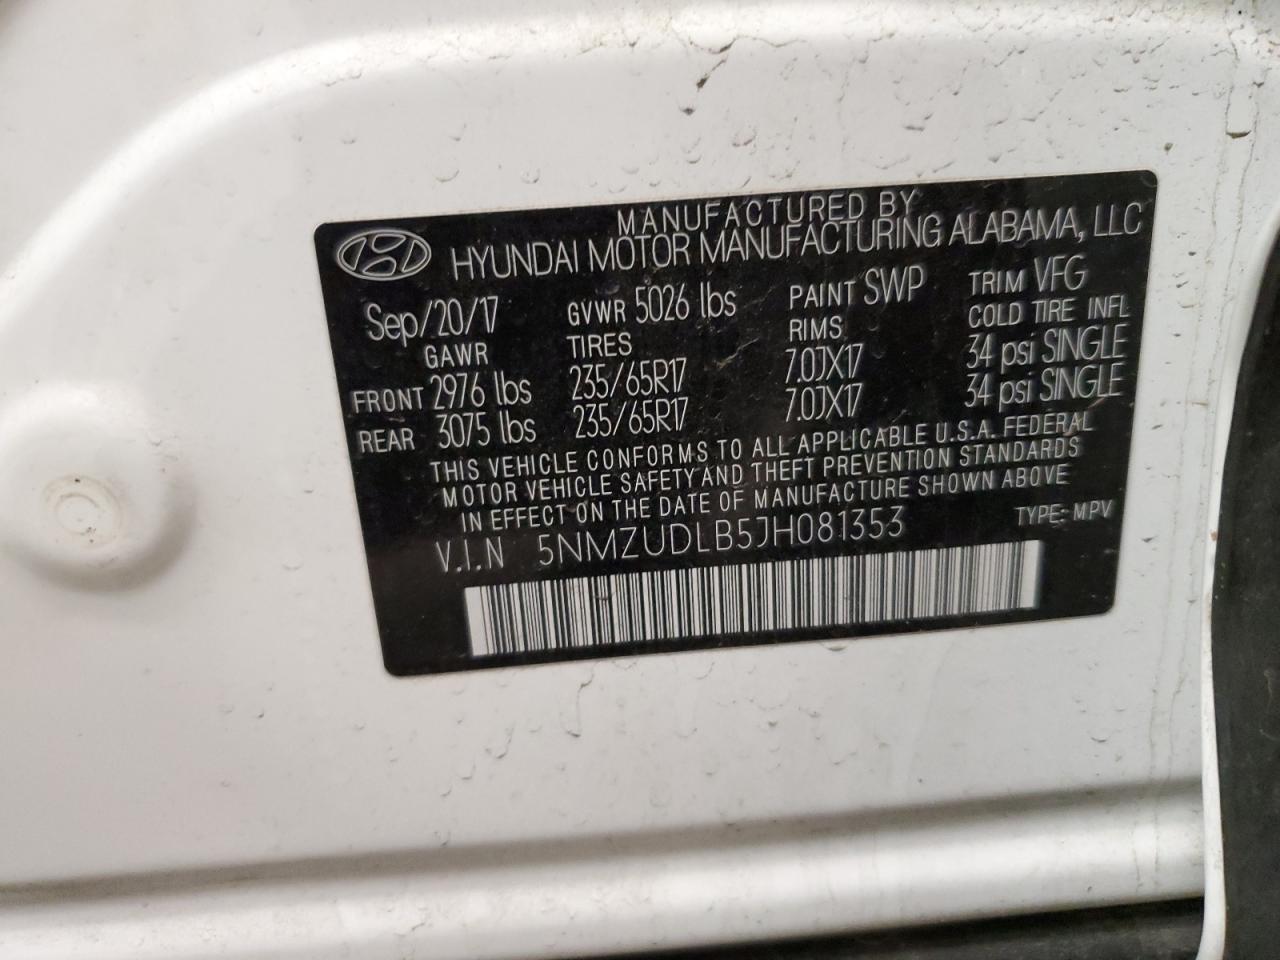 MANUFACTURED BY
HYUNDAI MOTOR MANUFACTURING ALABAMA, LLC
Sep/20/17 GVWR 5026 lbs PAINT SWP TRIM VFG
GAWR TIRES RIMS COLD TIRE INFL
FRONT 2976 lbs 235/65R17 7.0JX17 34 psi SINGLE
REAR 3075 lbs 235/65R17 7.0JX17 34 psi SINGLE
THIS VEHICLE CONFORMS TO ALL APPLICABLE U.S.A. FEDERAL
MOTOR VEHICLE SAFETY AND THEFT PREVENTION STANDARDS
IN EFFECT ON THE DATE OF MANUFACTURE SHOWN ABOVE
V.I.N 5NMZUDLB5JH081353 TYPE: MPV